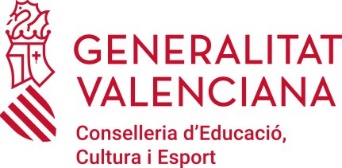 GENERALITAT
VALENCIANA
Conselleria d'Educació,
Cultura i Esport